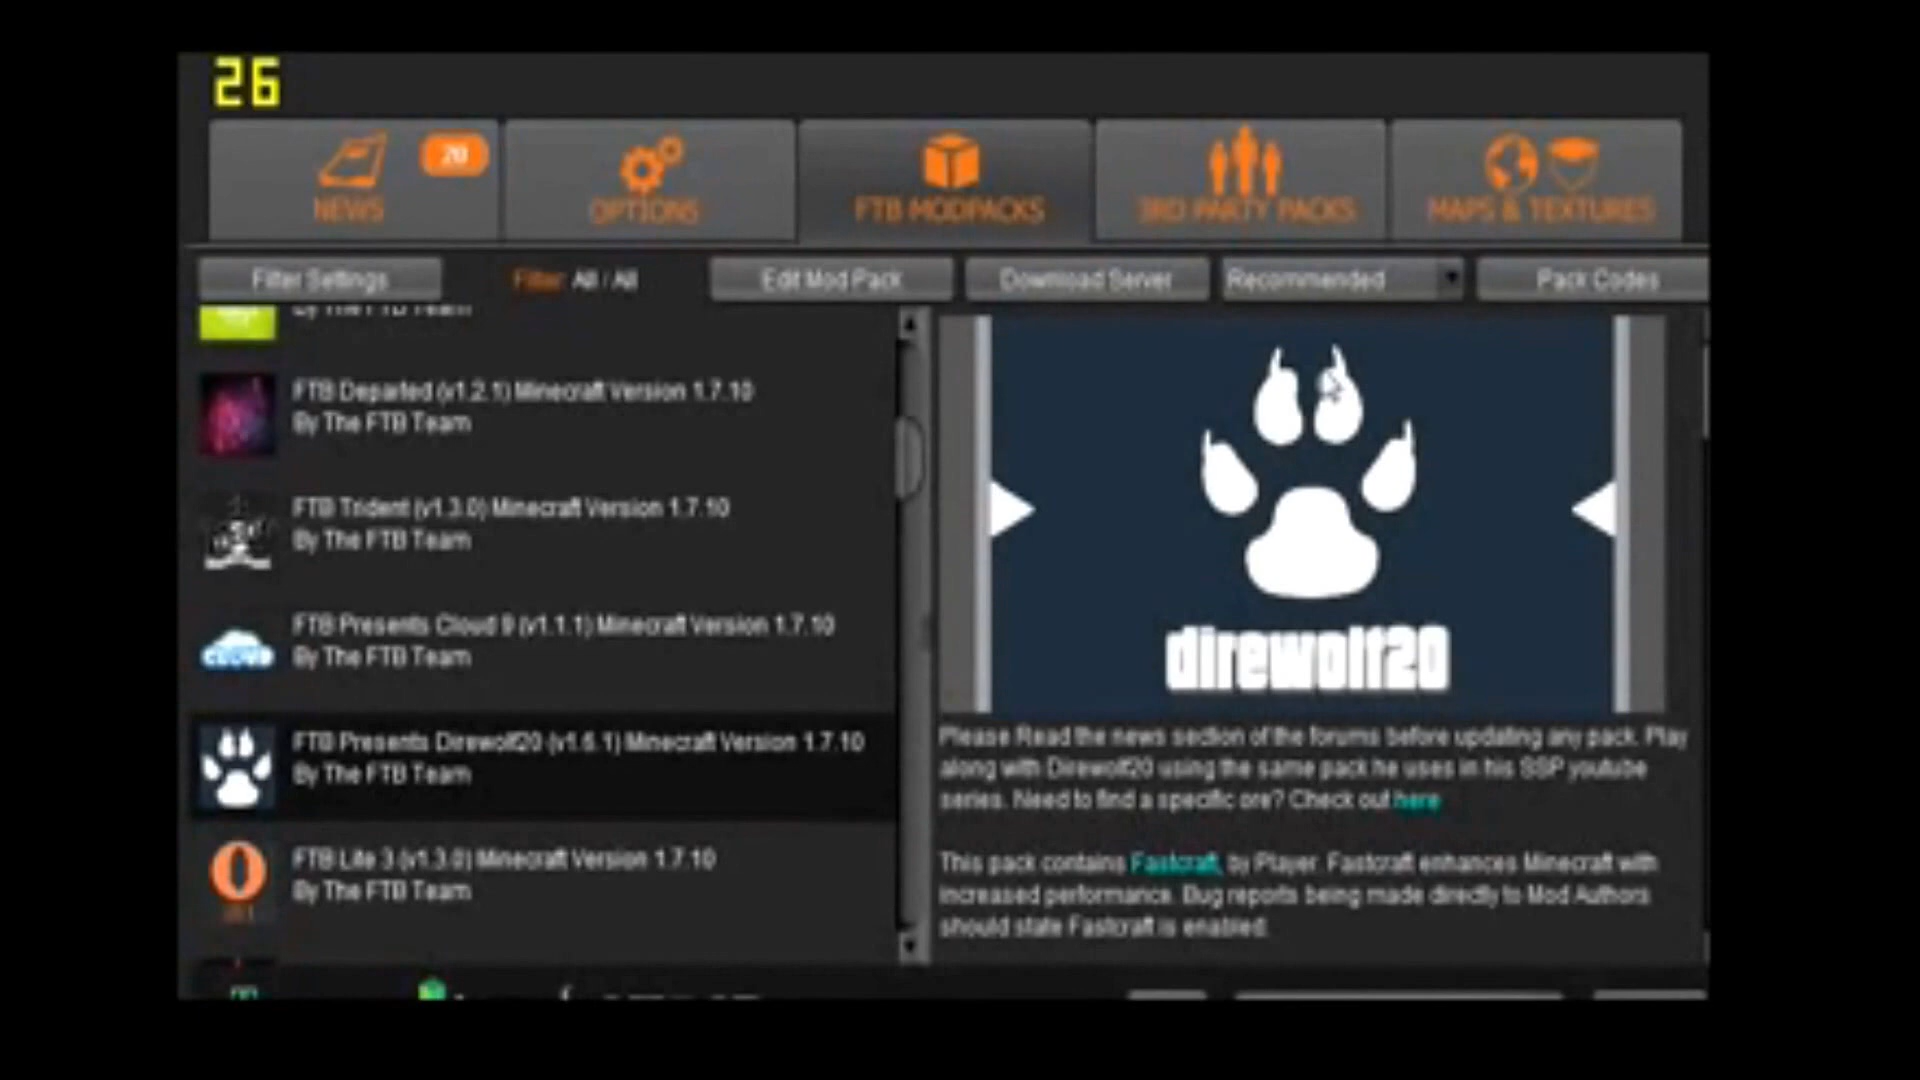 26
NEWS
20
OPTIONS
FTB MODPACKS
3RD PARTY PACKS
MAPS & TEXTURES
Filter Settings
Filter: All / All
Edit Mod Pack
Download Server
Recommended
Pack Codes
By The FTB Team
FTB Departed (v1.2.1) Minecraft Version 1.7.10
By The FTB Team
FTB Trident (v1.3.0) Minecraft Version 1.7.10
By The FTB Team
CLOUD
FTB Presents Cloud 9 (v1.1.1) Minecraft Version 1.7.10
By The FTB Team
FTB Presents Direwolf20 (v1.6.1) Minecraft Version 1.7.10
By The FTB Team
FTB Lite 3 (v1.3.0) Minecraft Version 1.7.10
By The FTB Team
direwolf20
Please Read the news section of the forums before updating any pack. Play
along with Direwolf20 using the same pack he uses in his SSP youtube
series. Need to find a specific ore? Check out here
This pack contains Fastcraft, by Player. Fastcraft enhances Minecraft with
increased performance. Bug reports being made directly to Mod Authors
should state Fastcraft is enabled.